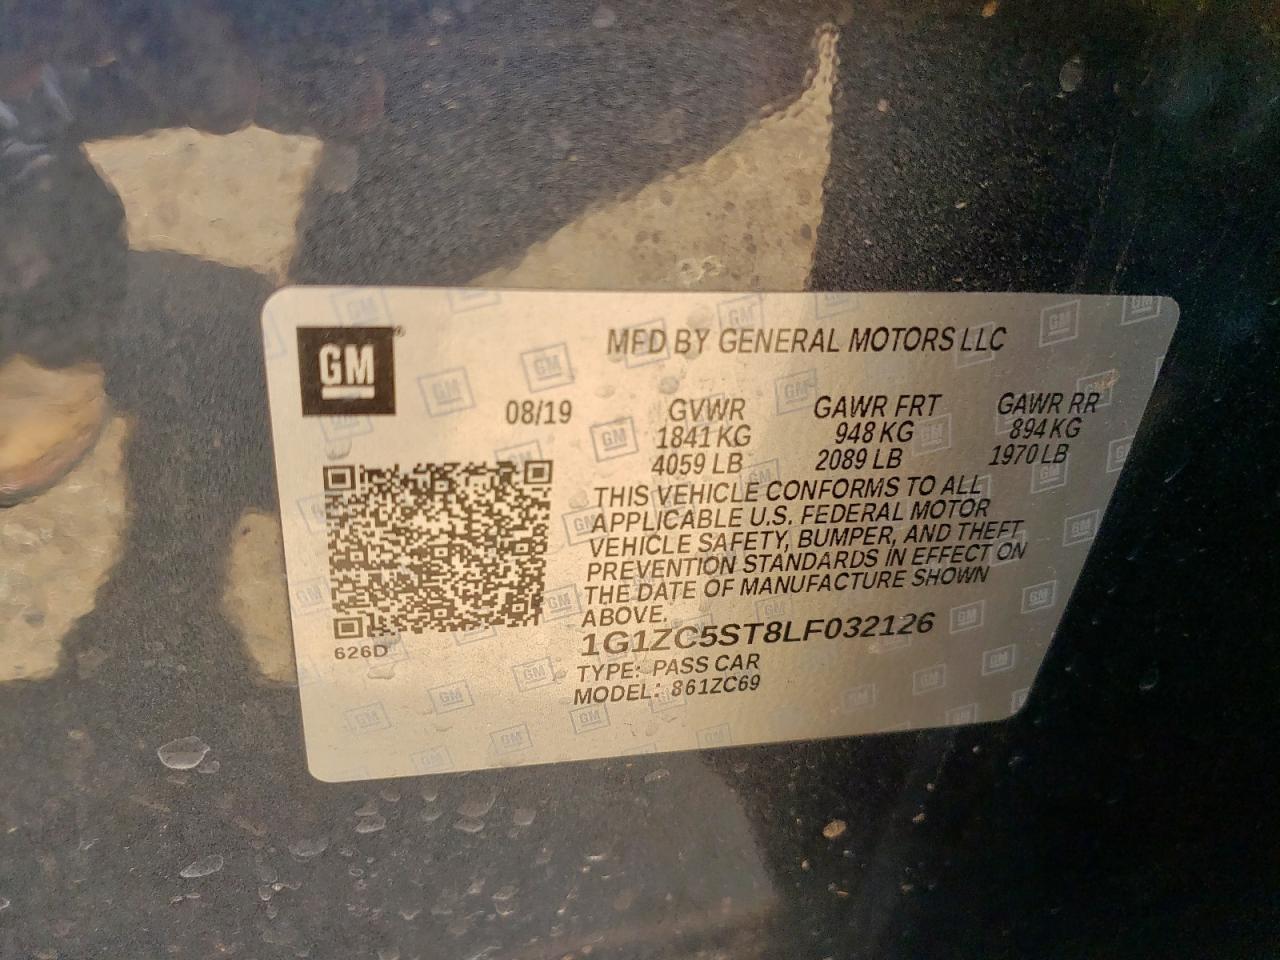 GM
MFD BY GENERAL MOTORS LLC
08/19 GVWR GAWR FRT GAWR RR
1841 KG 948 KG 894 KG
4059 LB 2089 LB 1970 LB
THIS VEHICLE CONFORMS TO ALL
APPLICABLE U.S. FEDERAL MOTOR
VEHICLE SAFETY, BUMPER, AND THEFT
PREVENTION STANDARDS IN EFFECT ON
THE DATE OF MANUFACTURE SHOWN
ABOVE.
1G1ZC5ST8LF032126
626D
TYPE: PASS CAR
MODEL: 861ZC69